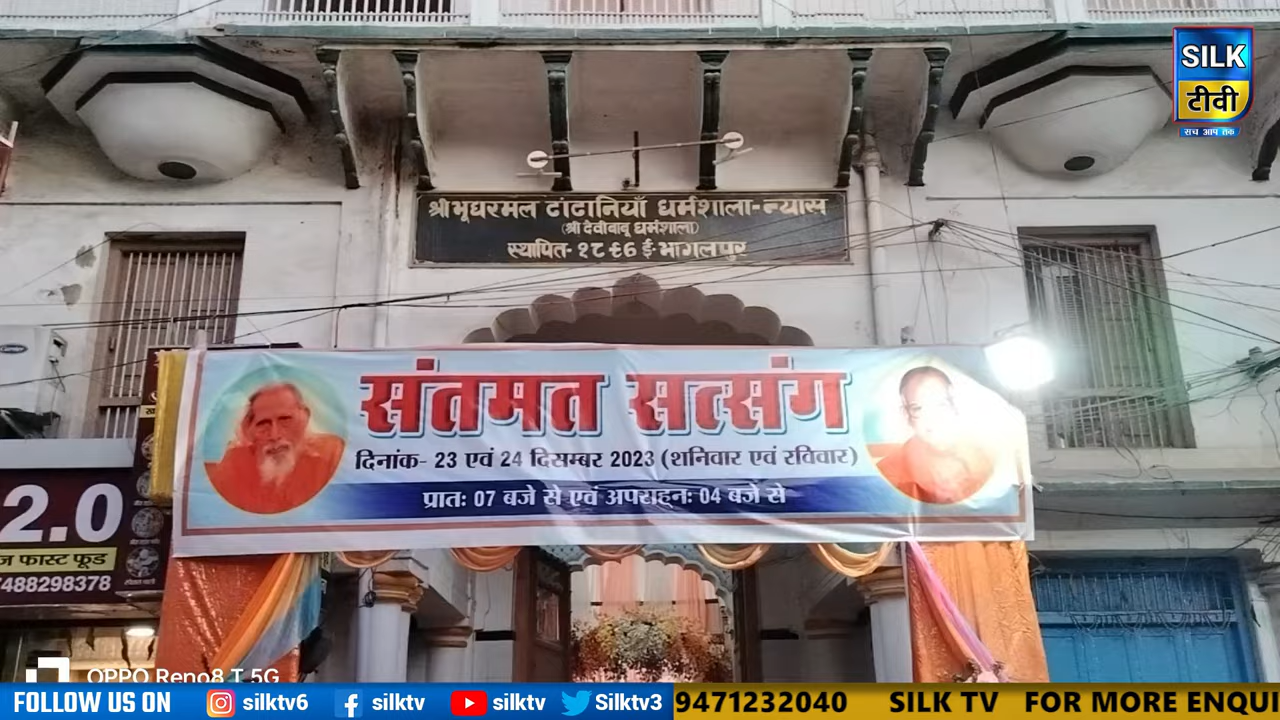 SILK
टीवी
सच आप तक
श्री भूधरमल टांटानियाँ धर्मशाला-न्यास
(श्री देवीबाबू धर्मशाला)
स्थापित- १८९६ ई. भागलपुर
संतमत सत्संग
दिनांक- 23 एवं 24 दिसम्बर 2023 (शनिवार एवं रविवार)
प्रातः 07 बजे से एवं अपराह्नः 04 बजे से
2.0
ज फास्ट फूड
7488298378
OPPO Reno8 T 5G
FOLLOW US ON silktv6 silktv silktv Silktv3 9471232040 SILK TV FOR MORE ENQUI